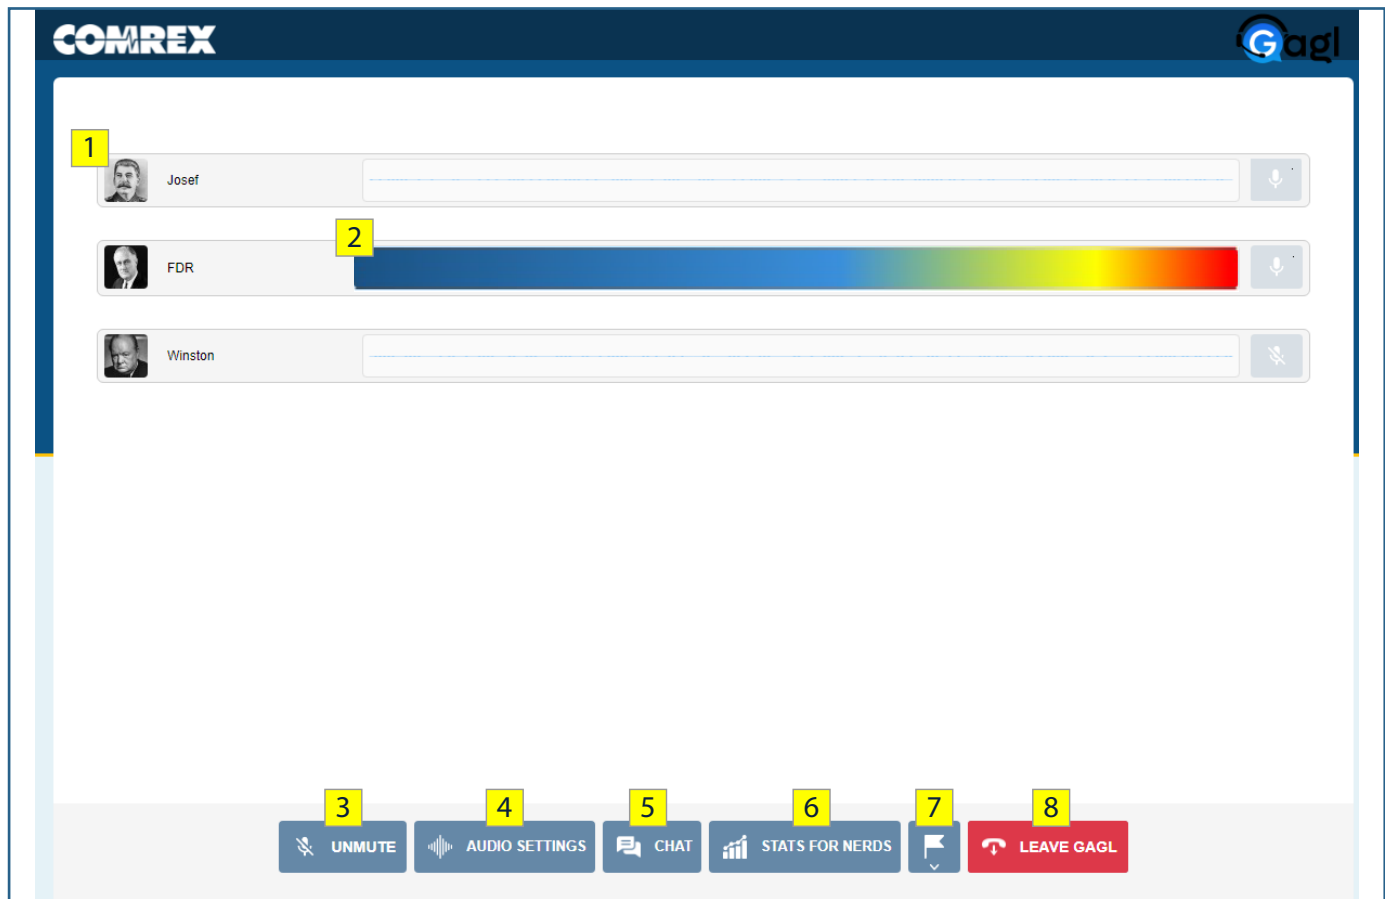 COMREX
Gagl
1
Josef
2
FDR
Winston
3 4 5 6 7 8
UNMUTE AUDIO SETTINGS CHAT STATS FOR NERDS LEAVE GAGL